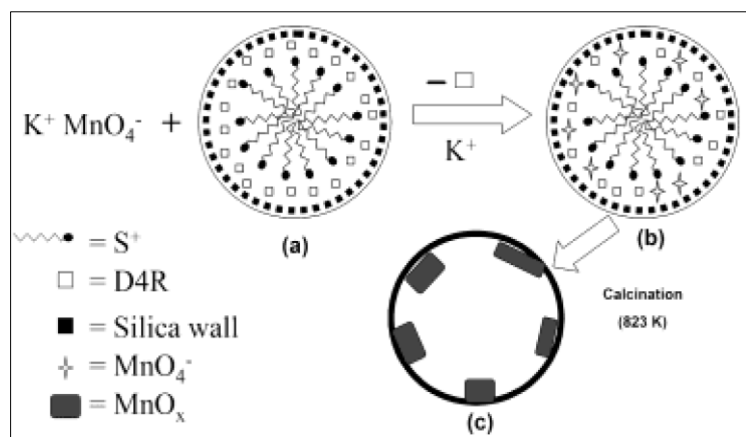 K⁺ MnO₄⁻ +
− □
K⁺
(a)
(b)
= S⁺
= D4R
= Silica wall
= MnO₄⁻
= MnOₓ
Calcination
(823 K)
(c)